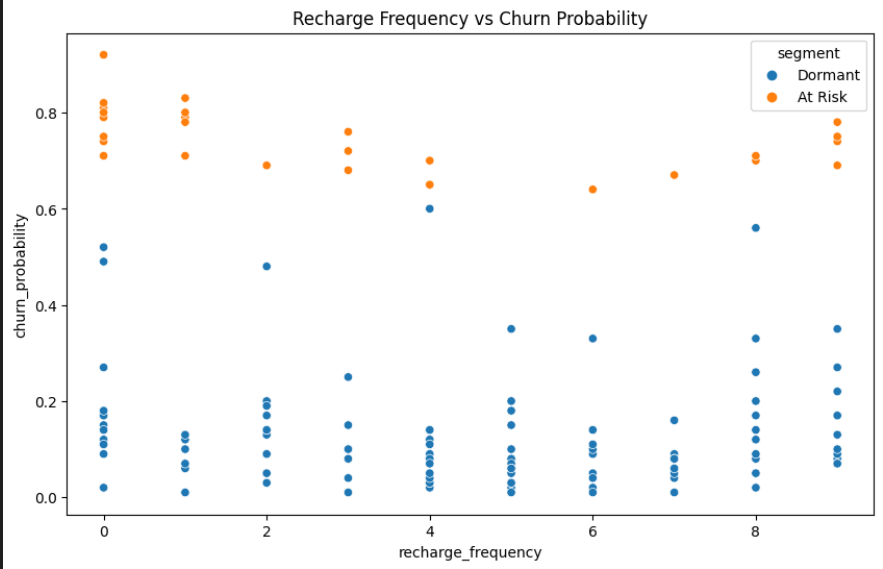 Recharge Frequency vs Churn Probability
segment
Dormant
At Risk
churn_probability
0.8
0.6
0.4
0.2
0.0
0 2 4 6 8
recharge_frequency